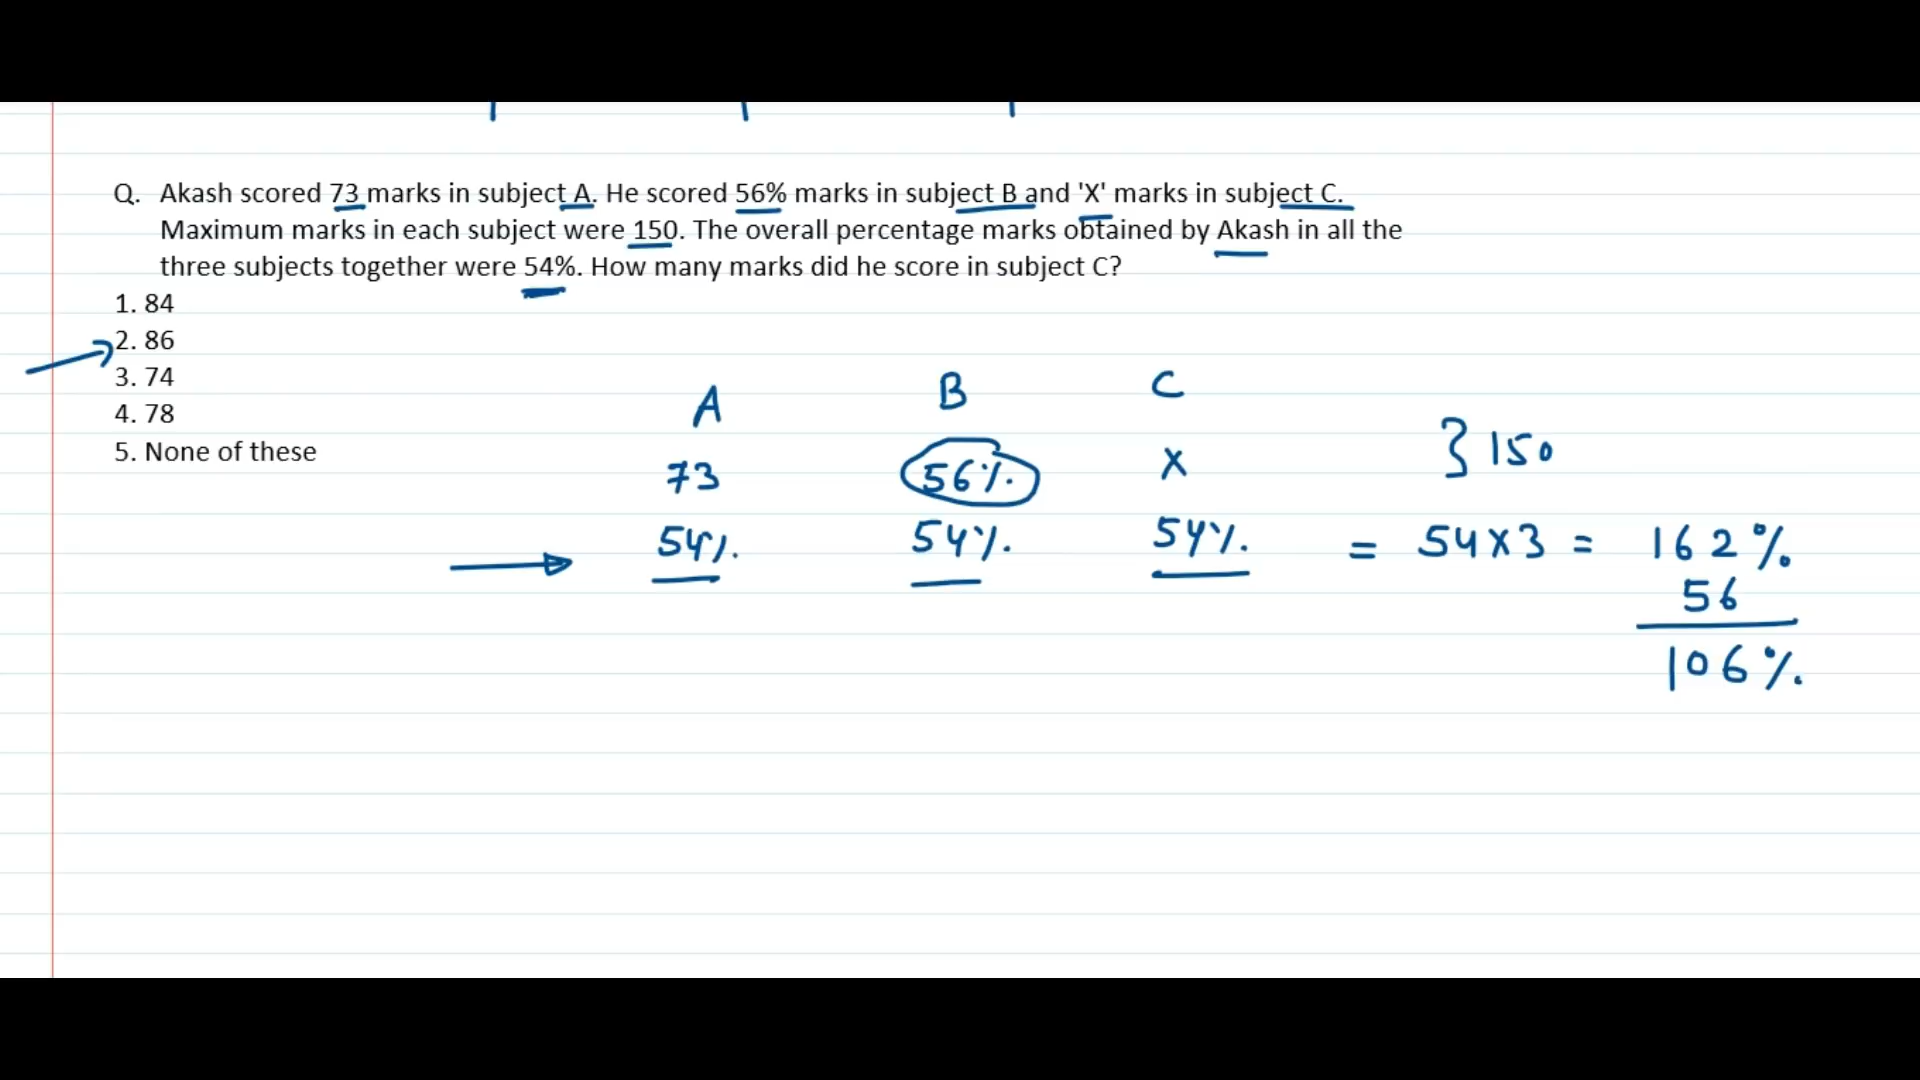 Q. Akash scored 73 marks in subject A. He scored 56% marks in subject B and 'X' marks in subject C.
Maximum marks in each subject were 150. The overall percentage marks obtained by Akash in all the
three subjects together were 54%. How many marks did he score in subject C?
1. 84
2. 86
3. 74
4. 78
5. None of these
A B C
73 56% X } 150
54% 54% 54% = 54×3 = 162%
56
106%